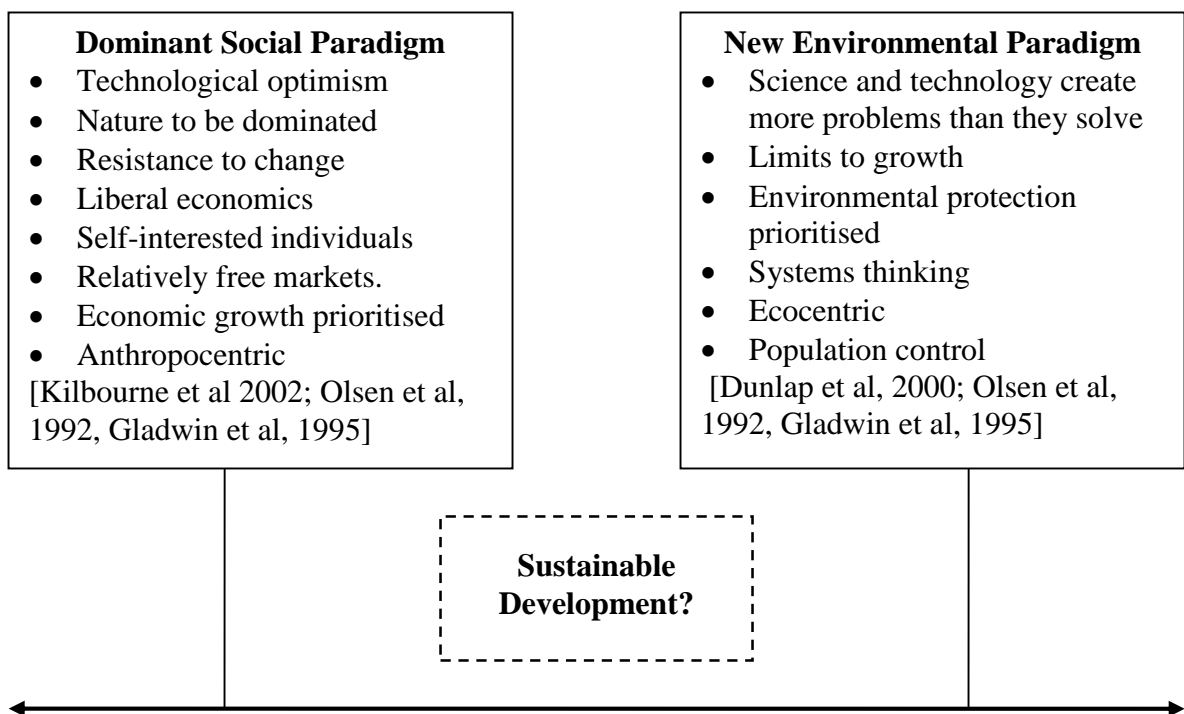 Dominant Social Paradigm
• Technological optimism
• Nature to be dominated
• Resistance to change
• Liberal economics
• Self-interested individuals
• Relatively free markets.
• Economic growth prioritised
• Anthropocentric
[Kilbourne et al 2002; Olsen et al,
1992, Gladwin et al, 1995]
New Environmental Paradigm
• Science and technology create
more problems than they solve
• Limits to growth
• Environmental protection
prioritised
• Systems thinking
• Ecocentric
• Population control
[Dunlap et al, 2000; Olsen et al,
1992, Gladwin et al, 1995]
Sustainable
Development?